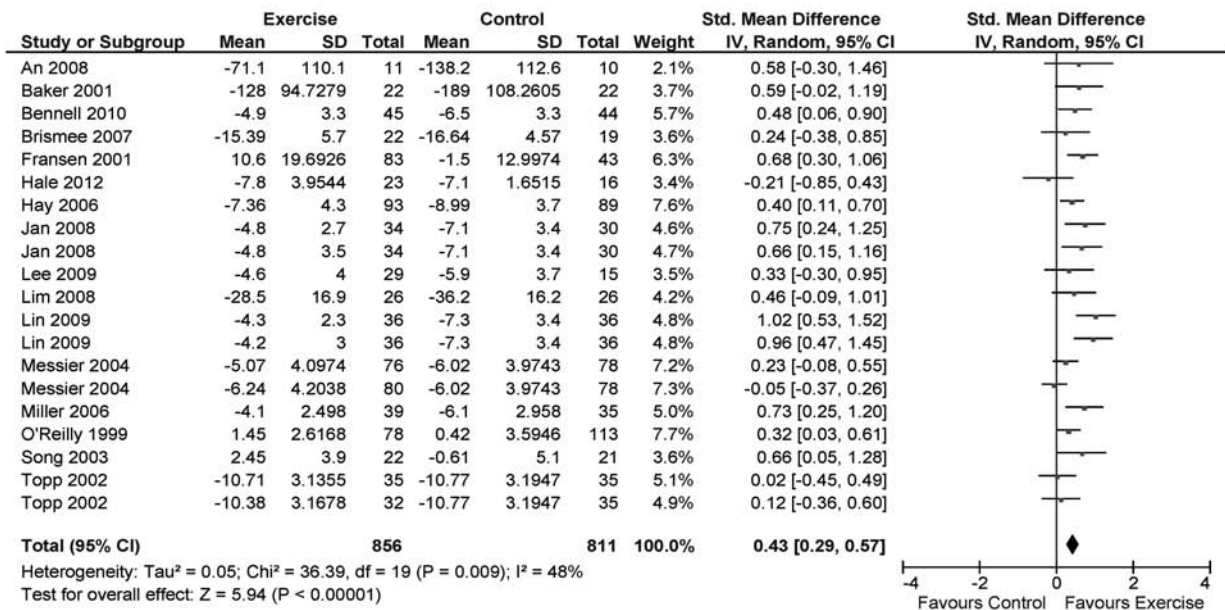 Exercise Control Std. Mean Difference Std. Mean Difference
Study or Subgroup Mean SD Total Mean SD Total Weight IV, Random, 95% CI IV, Random, 95% CI
An 2008 -71.1 110.1 11 -138.2 112.6 10 2.1% 0.58 [-0.30, 1.46]
Baker 2001 -128 94.7279 22 -189 108.2605 22 3.7% 0.59 [-0.02, 1.19]
Bennell 2010 -4.9 3.3 45 -6.5 3.3 44 5.7% 0.48 [0.06, 0.90]
Brismee 2007 -15.39 5.7 22 -16.64 4.57 19 3.6% 0.24 [-0.38, 0.85]
Fransen 2001 10.6 19.6926 83 -1.5 12.9974 43 6.3% 0.68 [0.30, 1.06]
Hale 2012 -7.8 3.9544 23 -7.1 1.6515 16 3.4% -0.21 [-0.85, 0.43]
Hay 2006 -7.36 4.3 93 -8.99 3.7 89 7.6% 0.40 [0.11, 0.70]
Jan 2008 -4.8 2.7 34 -7.1 3.4 30 4.6% 0.75 [0.24, 1.25]
Jan 2008 -4.8 3.5 34 -7.1 3.4 30 4.7% 0.66 [0.15, 1.16]
Lee 2009 -4.6 4 29 -5.9 3.7 15 3.5% 0.33 [-0.30, 0.95]
Lim 2008 -28.5 16.9 26 -36.2 16.2 26 4.2% 0.46 [-0.09, 1.01]
Lin 2009 -4.3 2.3 36 -7.3 3.4 36 4.8% 1.02 [0.53, 1.52]
Lin 2009 -4.2 3 36 -7.3 3.4 36 4.8% 0.96 [0.47, 1.45]
Messier 2004 -5.07 4.0974 76 -6.02 3.9743 78 7.2% 0.23 [-0.08, 0.55]
Messier 2004 -6.24 4.2038 80 -6.02 3.9743 78 7.3% -0.05 [-0.37, 0.26]
Miller 2006 -4.1 2.498 39 -6.1 2.958 35 5.0% 0.73 [0.25, 1.20]
O'Reilly 1999 1.45 2.6168 78 0.42 3.5946 113 7.7% 0.32 [0.03, 0.61]
Song 2003 2.45 3.9 22 -0.61 5.1 21 3.6% 0.66 [0.05, 1.28]
Topp 2002 -10.71 3.1355 35 -10.77 3.1947 35 5.1% 0.02 [-0.45, 0.49]
Topp 2002 -10.38 3.1678 32 -10.77 3.1947 35 4.9% 0.12 [-0.36, 0.60]
Total (95% CI) 856 811 100.0% 0.43 [0.29, 0.57]
Heterogeneity: Tau² = 0.05; Chi² = 36.39, df = 19 (P = 0.009); I² = 48%
Test for overall effect: Z = 5.94 (P < 0.00001)
-4 -2 0 2 4
Favours Control Favours Exercise